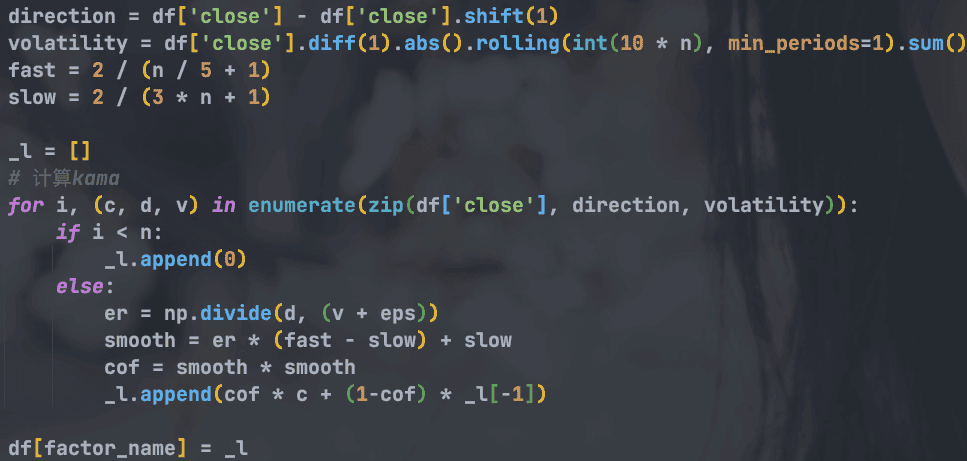 direction = df['close'] - df['close'].shift(1)
volatility = df['close'].diff(1).abs().rolling(int(10 * n), min_periods=1).sum()
fast = 2 / (n / 5 + 1)
slow = 2 / (3 * n + 1)
_l = []
# 计算kama
for i, (c, d, v) in enumerate(zip(df['close'], direction, volatility)):
    if i < n:
        _l.append(0)
    else:
        er = np.divide(d, (v + eps))
        smooth = er * (fast - slow) + slow
        cof = smooth * smooth
        _l.append(cof * c + (1-cof) * _l[-1])
df[factor_name] = _l